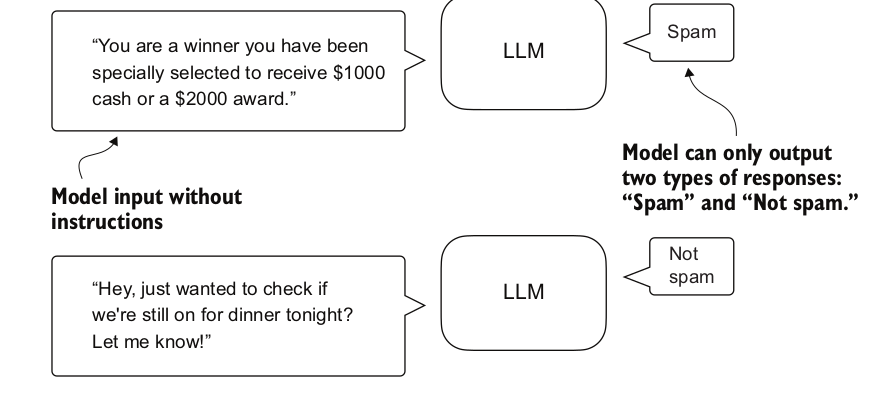 “You are a winner you have been
specially selected to receive $1000
cash or a $2000 award.”
LLM
Spam
Model input without
instructions
Model can only output
two types of responses:
“Spam” and “Not spam.”
“Hey, just wanted to check if
we're still on for dinner tonight?
Let me know!”
LLM
Not
spam